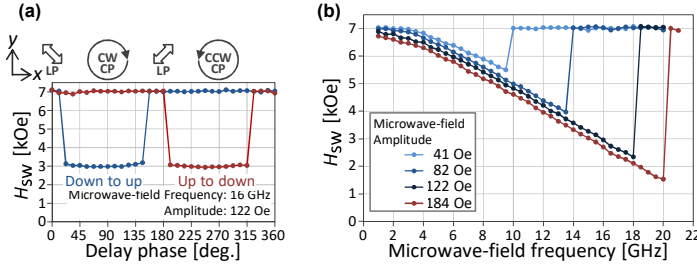 (a)
y
x
LP
CW
CP
LP
CCW
CP
7
6
5
4
3
2
1
0
H_SW [kOe]
Down to up
Up to down
Microwave-field Frequency: 16 GHz
Amplitude: 122 Oe
0 45 90 135 180 225 270 315 360
Delay phase [deg.]
(b)
7
6
5
4
3
2
1
0
H_SW [kOe]
Microwave-field
Amplitude
41 Oe
82 Oe
122 Oe
184 Oe
0 2 4 6 8 10 12 14 16 18 20 22
Microwave-field frequency [GHz]